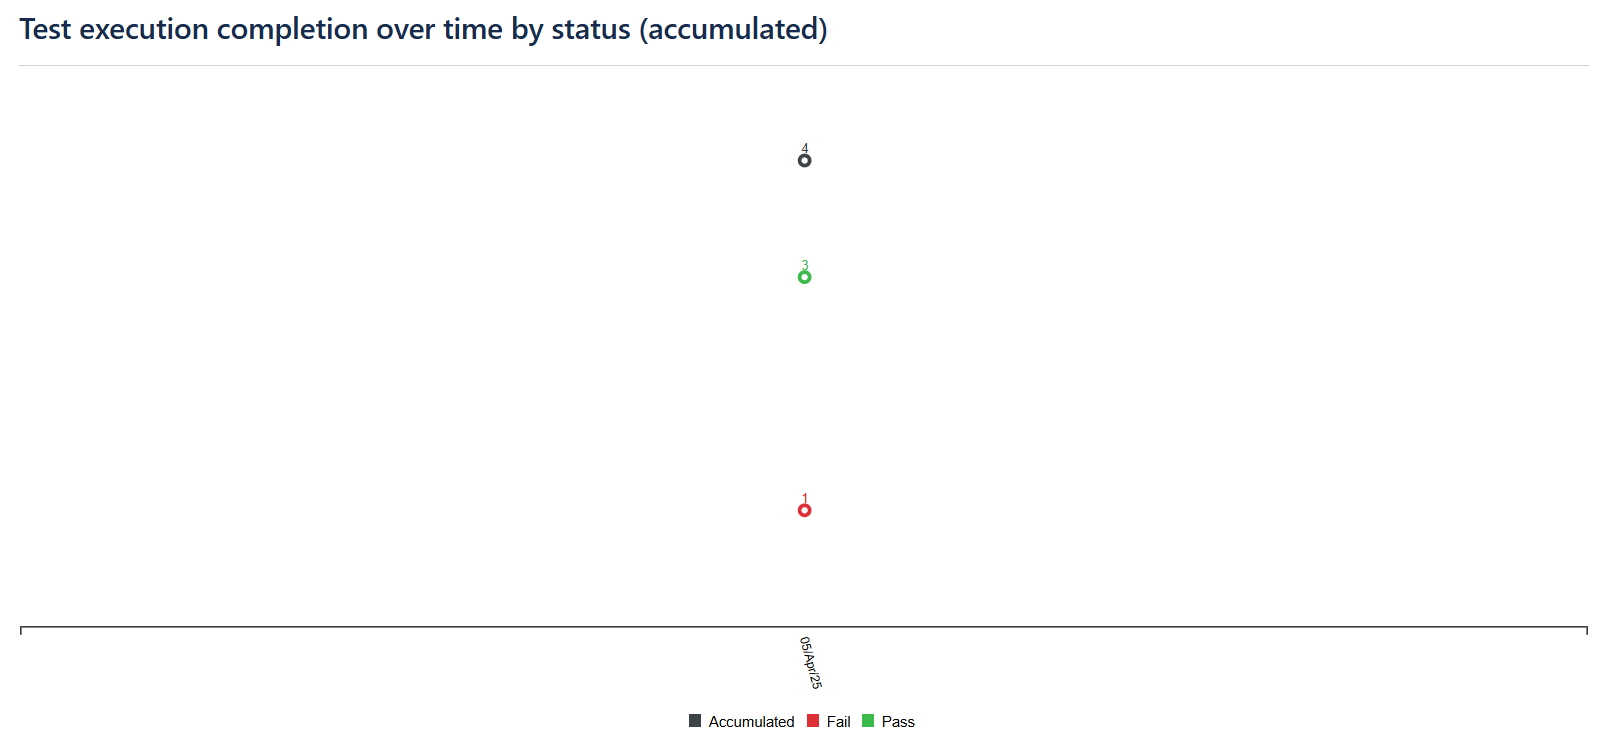 Test execution completion over time by status (accumulated)
4
3
1
05/Apr/25
Accumulated Fail Pass